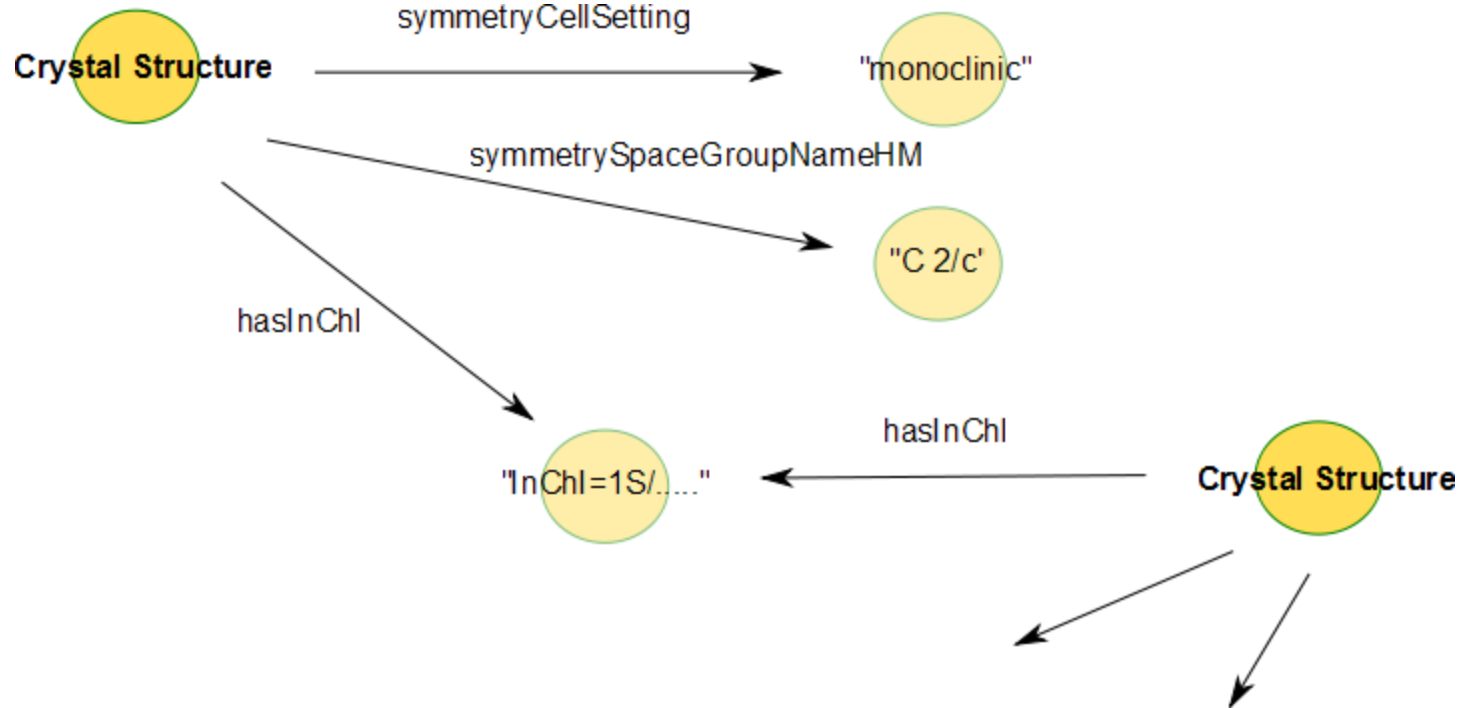 symmetryCellSetting
Crystal Structure
"monoclinic"
symmetrySpaceGroupNameHM
"C 2/c'
hasInChI
hasInChI
"InChI=1S/....."
Crystal Structure